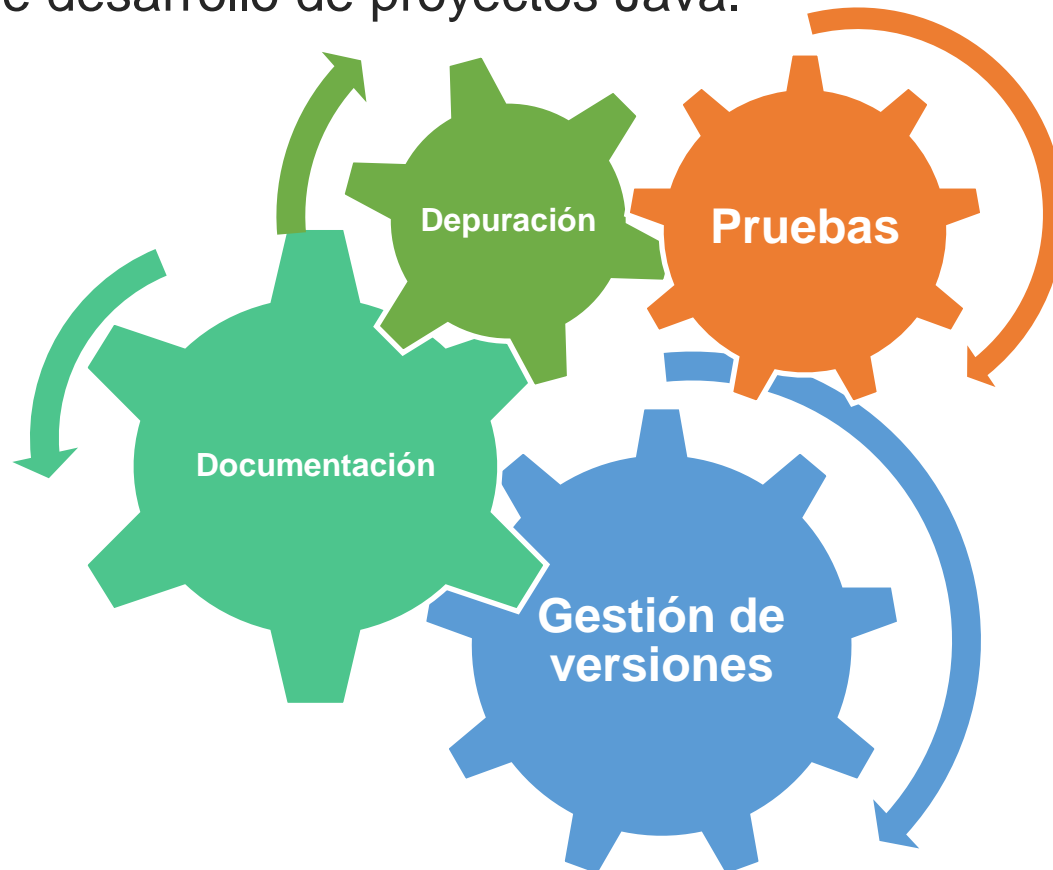 e desarrollo de proyectos Java.
Depuración
Pruebas
Documentación
Gestión de
versiones